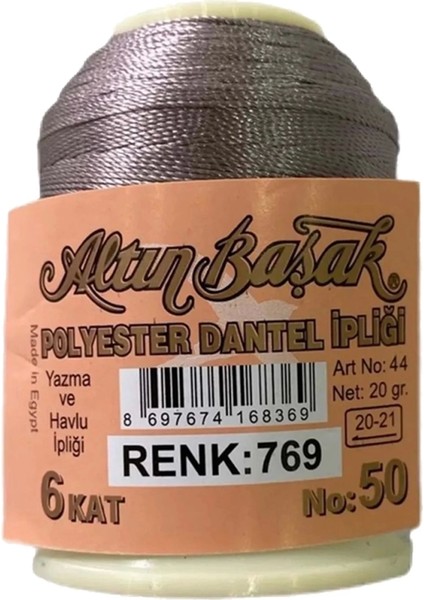 Altın Başak®
POLYESTER DANTEL İPLİĞİ
Made In Egypt
Yazma
ve
Havlu
İpliği
8 697674 168369
Art No: 44
Net: 20 gr.
20-21
RENK:769
6 KAT
No:50